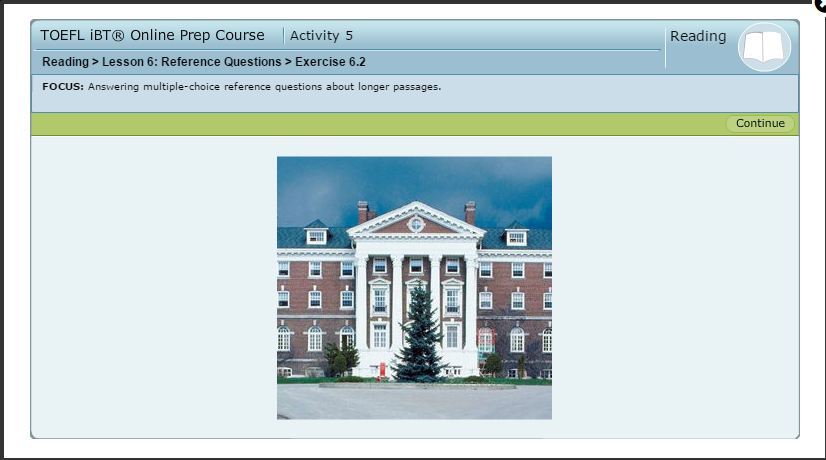 TOEFL iBT® Online Prep Course
Activity 5
Reading
Reading > Lesson 6: Reference Questions > Exercise 6.2
FOCUS: Answering multiple-choice reference questions about longer passages.
Continue